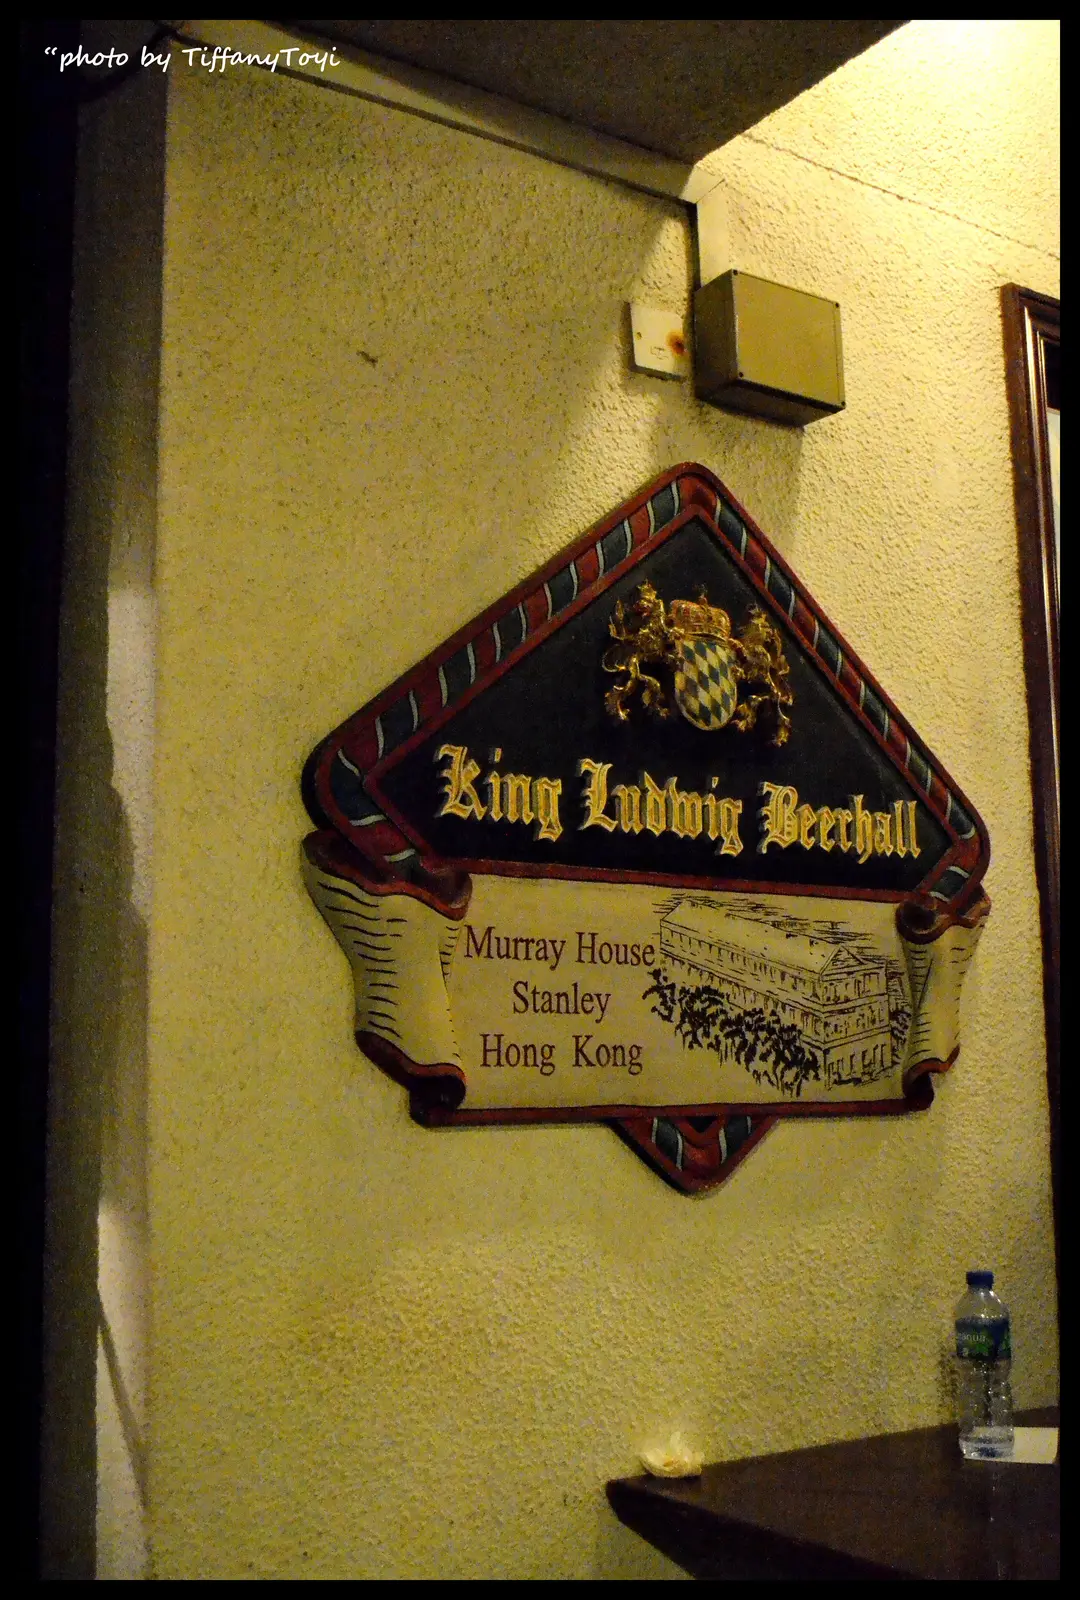 “photo by TiffanyToyi
King Ludwig Beerhall
Murray House
Stanley
Hong Kong